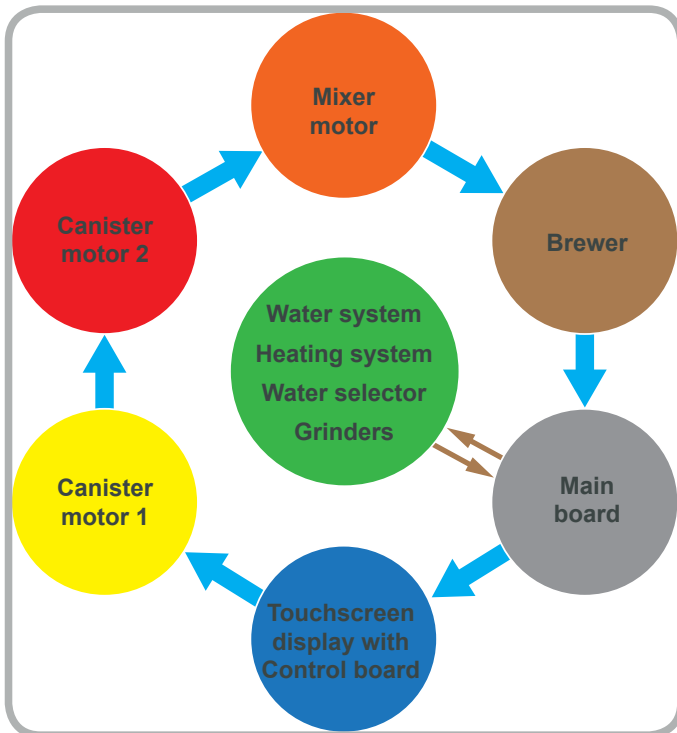 Mixer
motor
Canister
motor 2
Brewer
Water system
Heating system
Water selector
Grinders
Canister
motor 1
Main
board
Touchscreen
display with
Control board